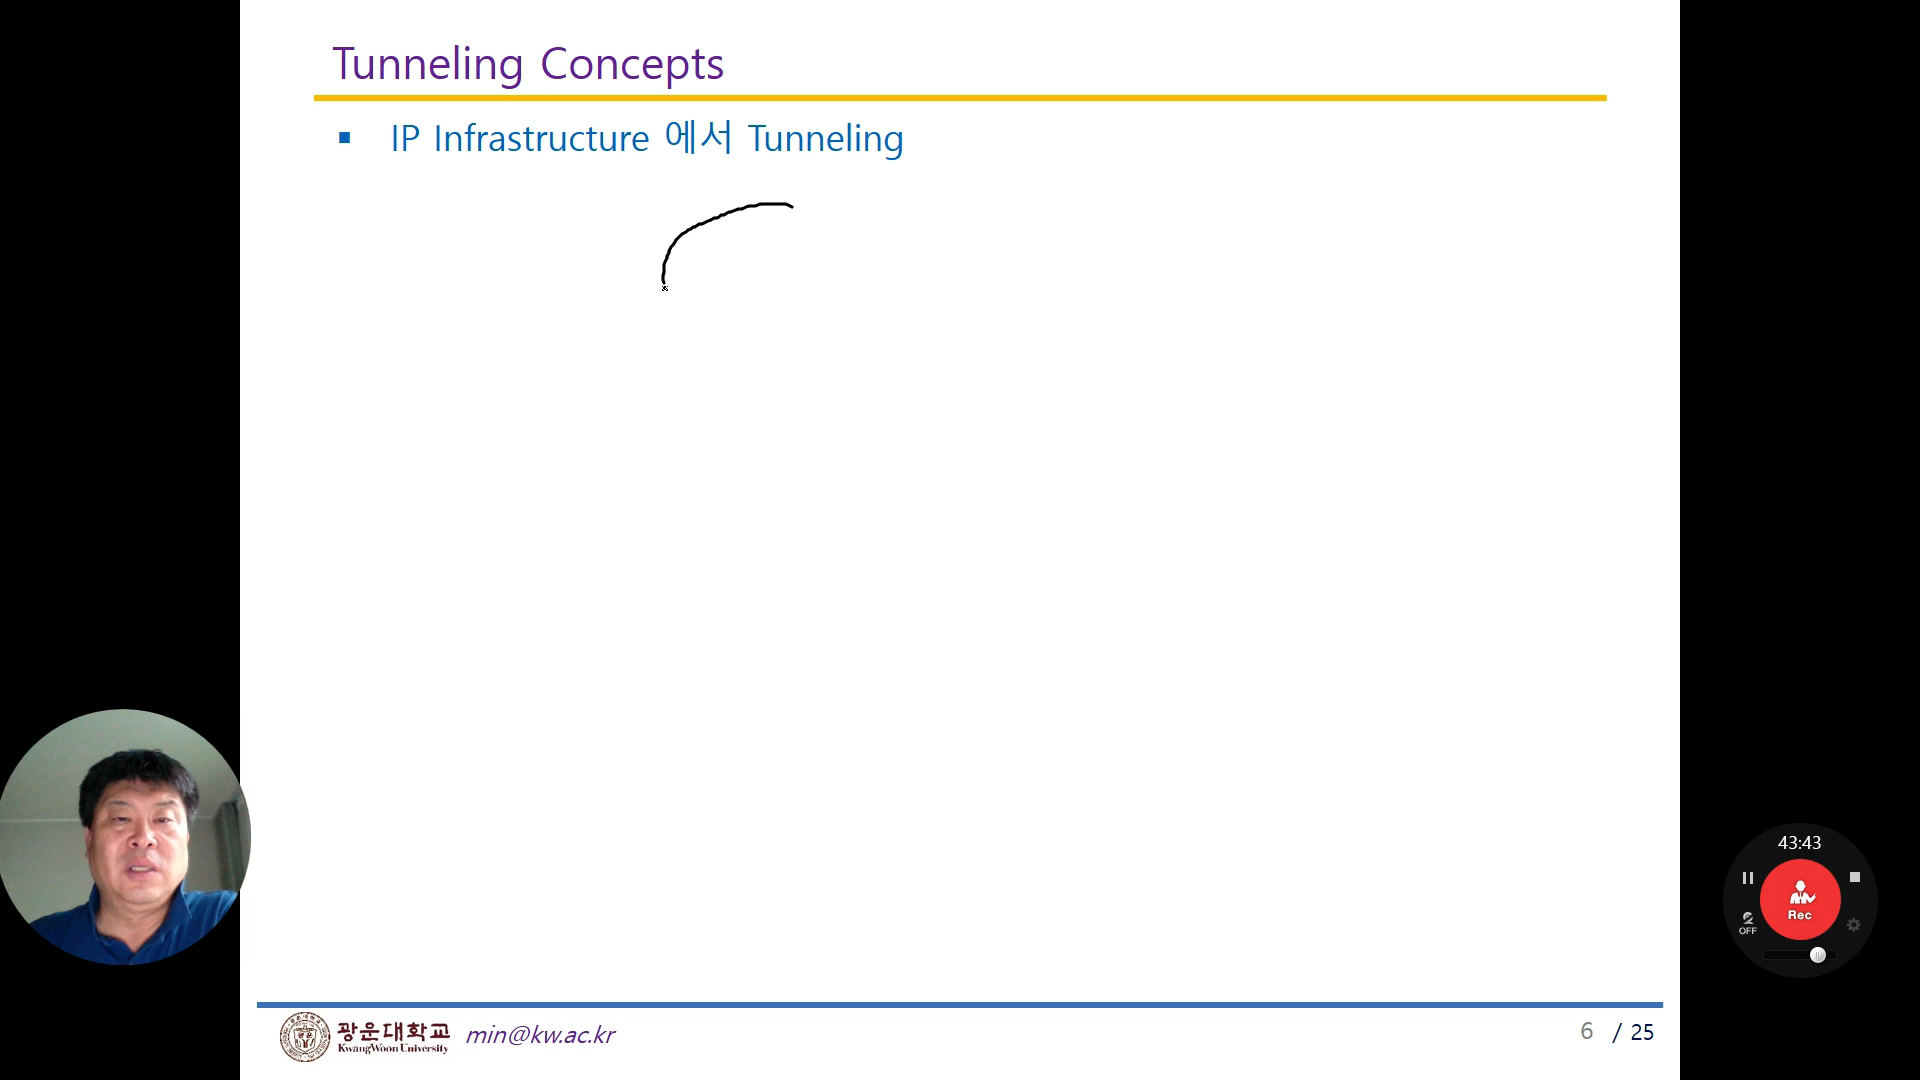 Tunneling Concepts
▪ IP Infrastructure 에서 Tunneling
43:43
Rec
OFF
광운대학교 min@kw.ac.kr
KwangWoon University
6 / 25